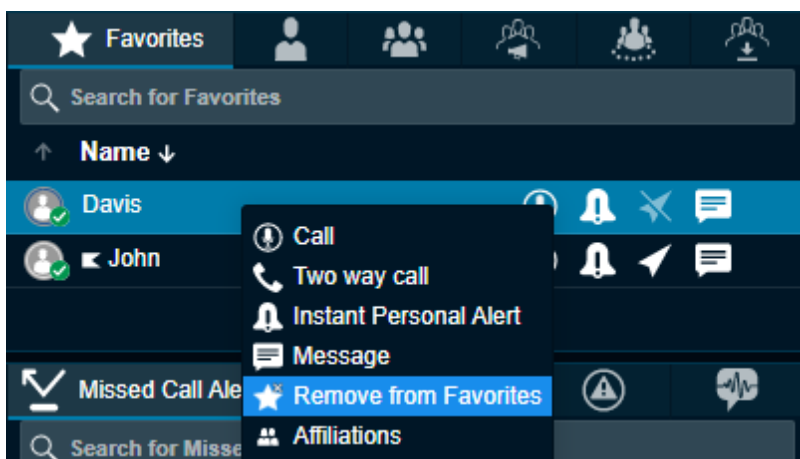 Favorites
Search for Favorites
Name
Davis
Call
John
Two way call
Instant Personal Alert
Message
Missed Call Ale
Remove from Favorites
Search for Misse
Affiliations